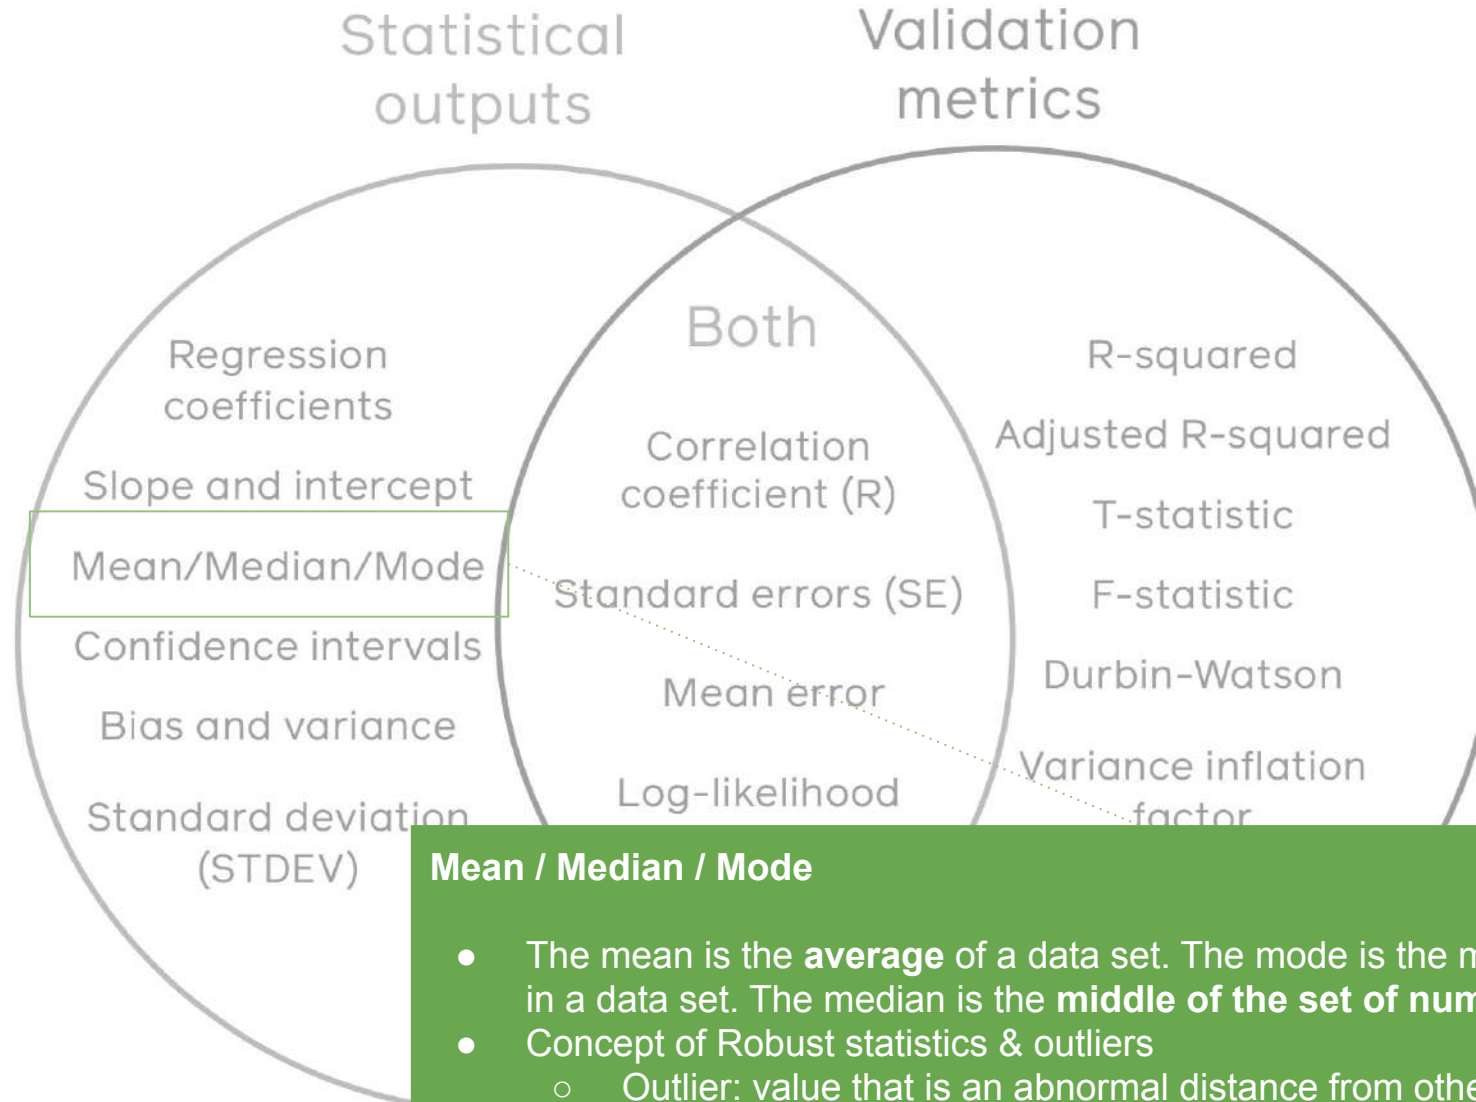 Statistical
outputs
Validation
metrics
Regression
coefficients
Slope and intercept
Mean/Median/Mode
Confidence intervals
Bias and variance
Standard deviation
(STDEV)
Both
Correlation
coefficient (R)
Standard errors (SE)
Mean error
Log-likelihood
R-squared
Adjusted R-squared
T-statistic
F-statistic
Durbin-Watson
Variance inflation
factor
Mean / Median / Mode
● The mean is the average of a data set. The mode is the
in a data set. The median is the middle of the set of
● Concept of Robust statistics & outliers
○ Outlier: value that is an abnormal distance from